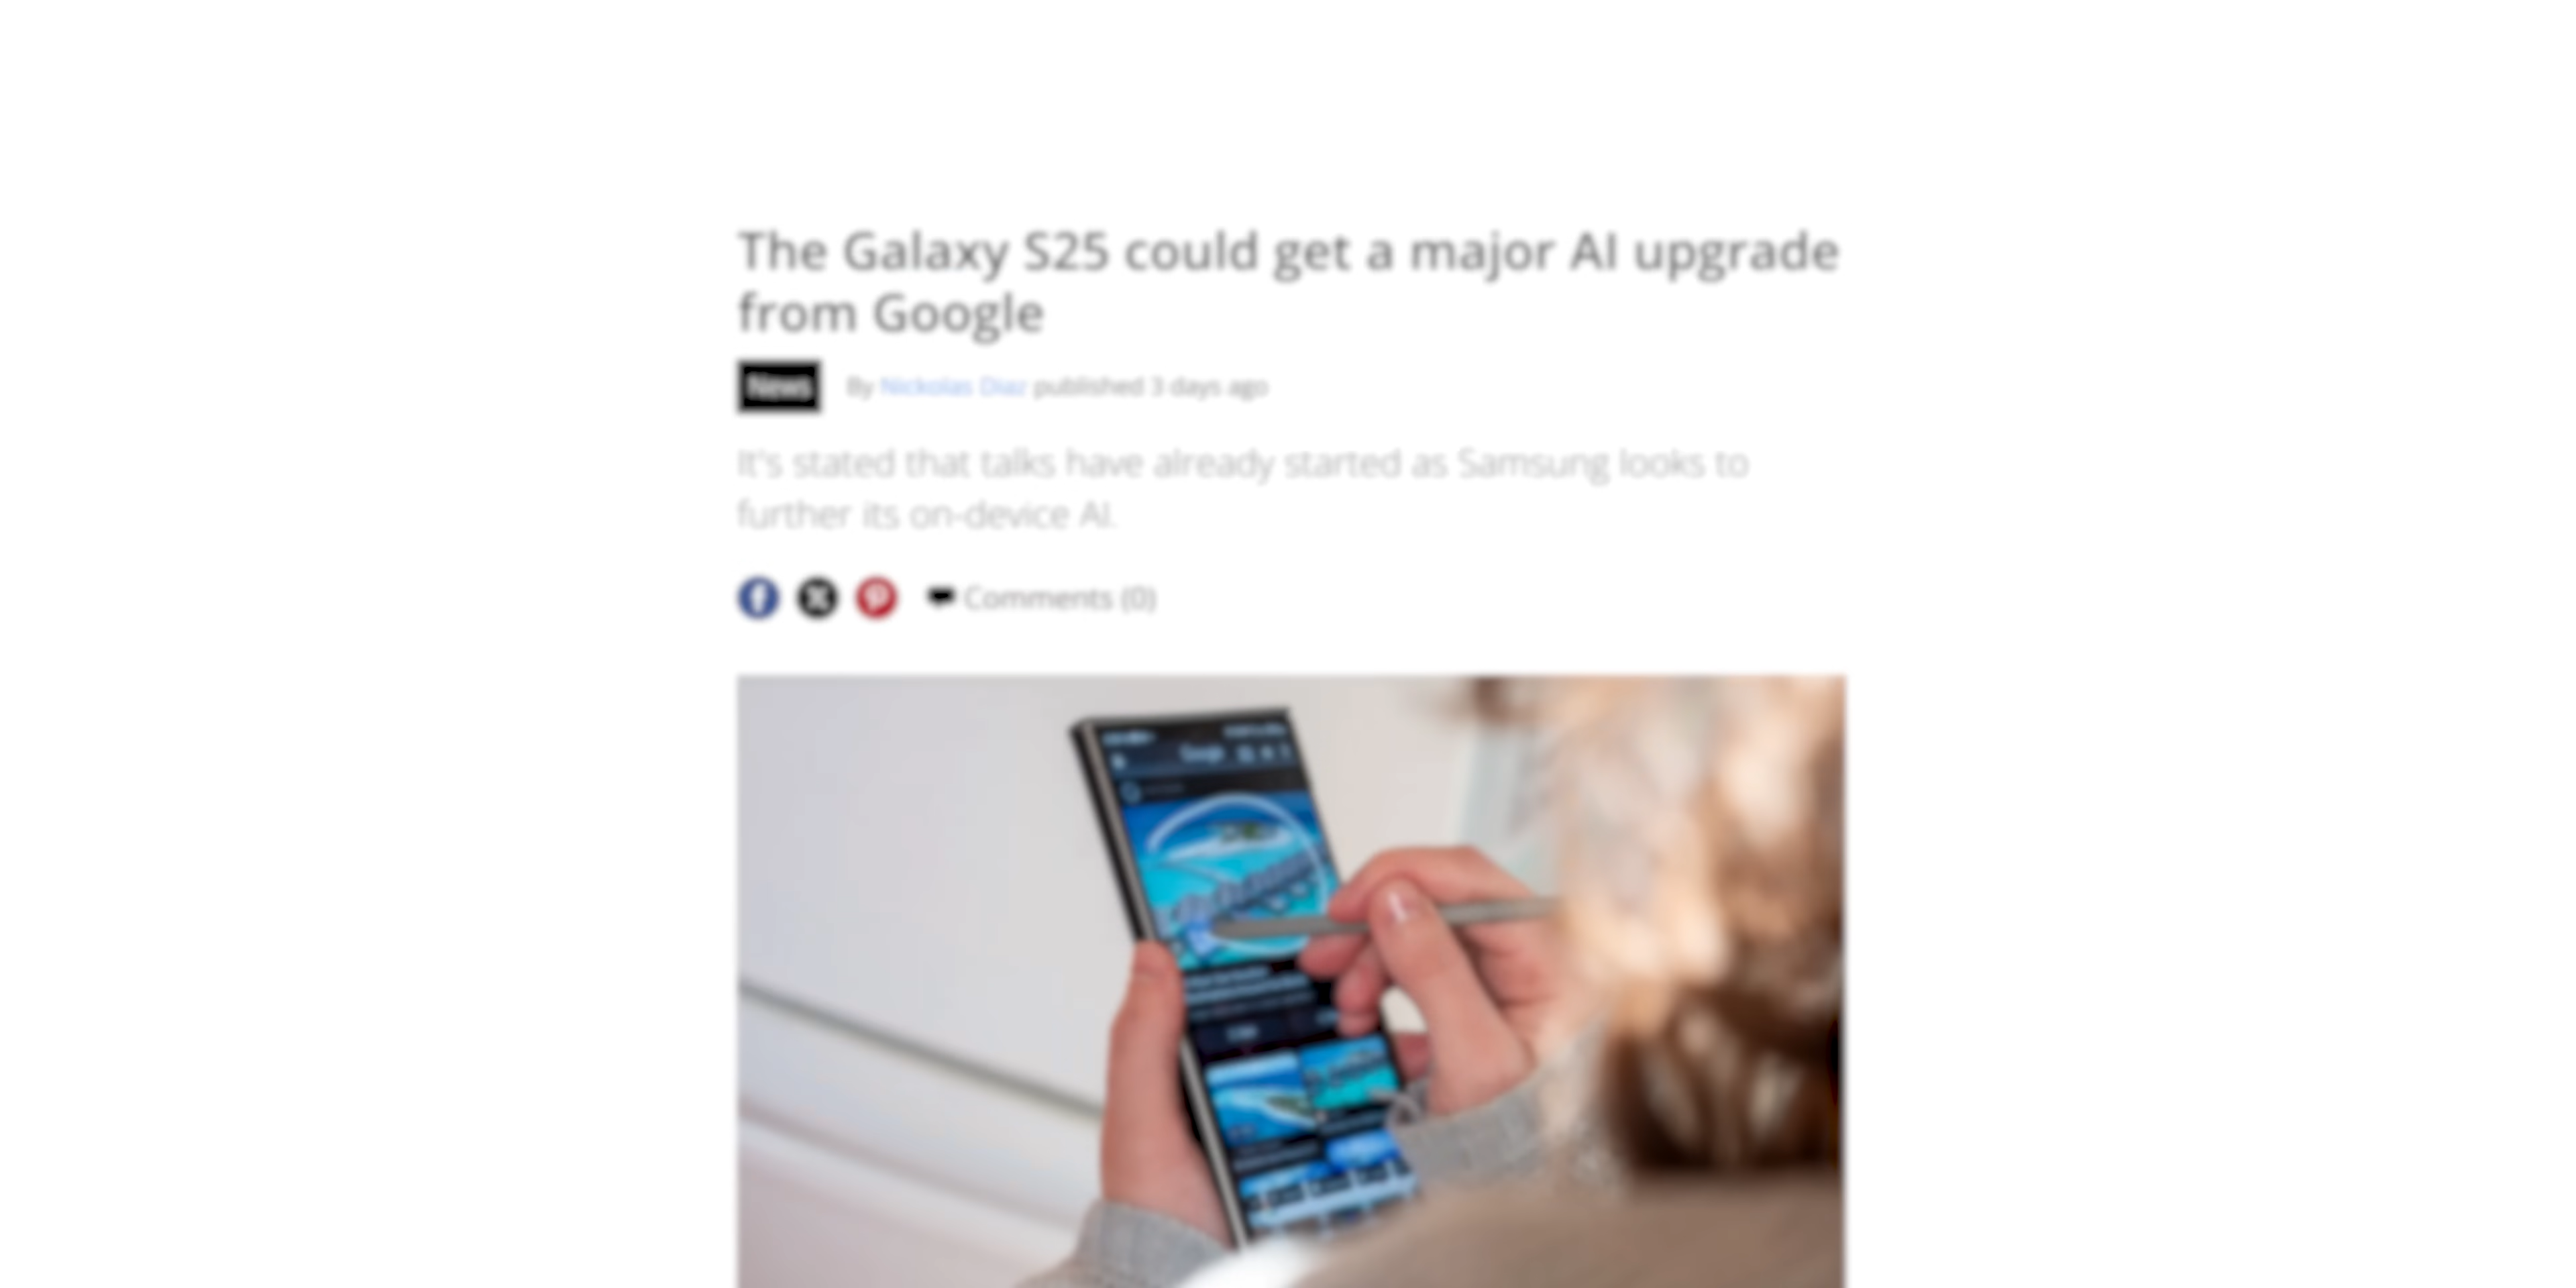 The Galaxy S25 could get a major AI upgrade
from Google
News By Nickolas Diaz published 3 days ago
It's stated that talks have already started as Samsung looks to
further its on-device AI.
Comments (0)
Google